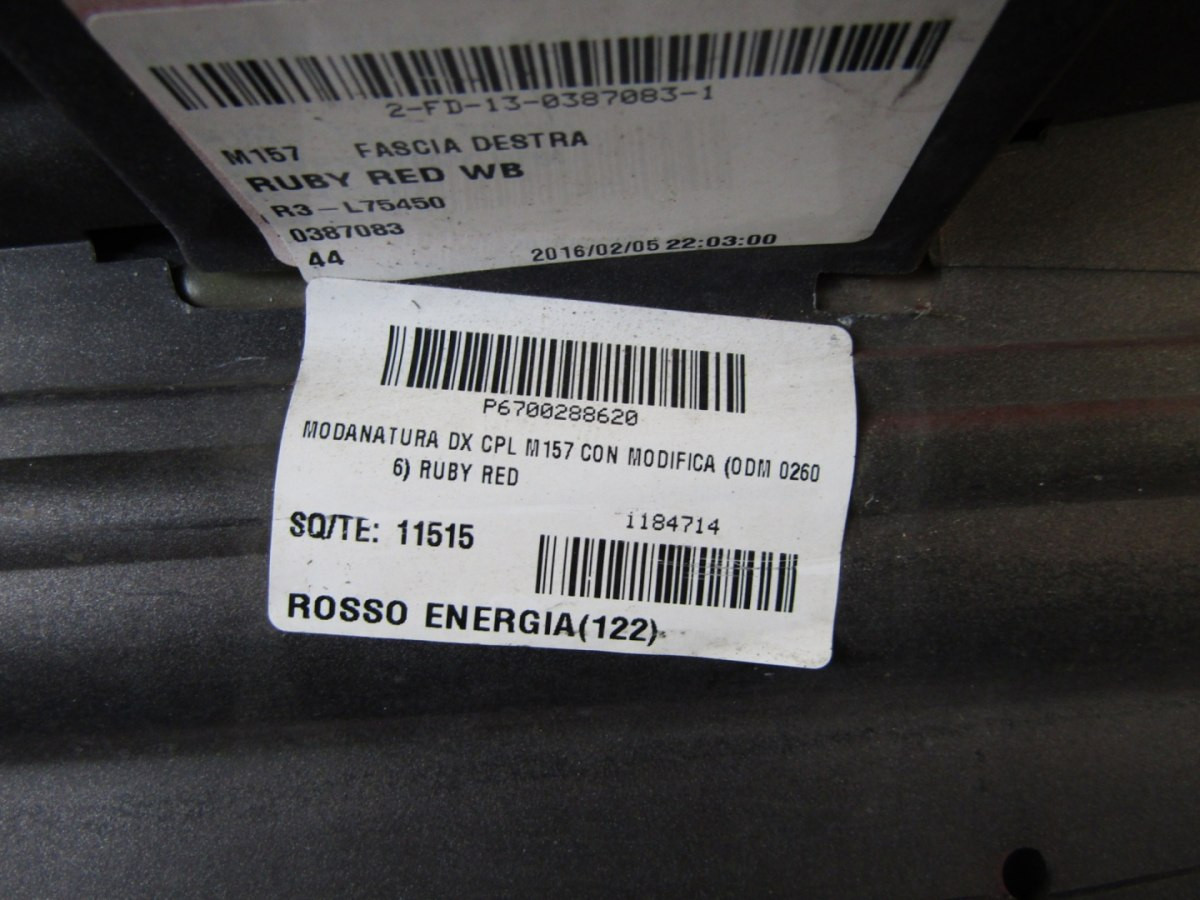 2-FD-13-0387083-1
M157 FASCIA DESTRA
RUBY RED WB
R3-L75450
0387083
44 2016/02/05 22:03:00
P6700288620
MODANATURA DX CPL M157 CON MODIFICA (ODM 0260
6) RUBY RED
SQ/TE: 11515 1184714
ROSSO ENERGIA(122)